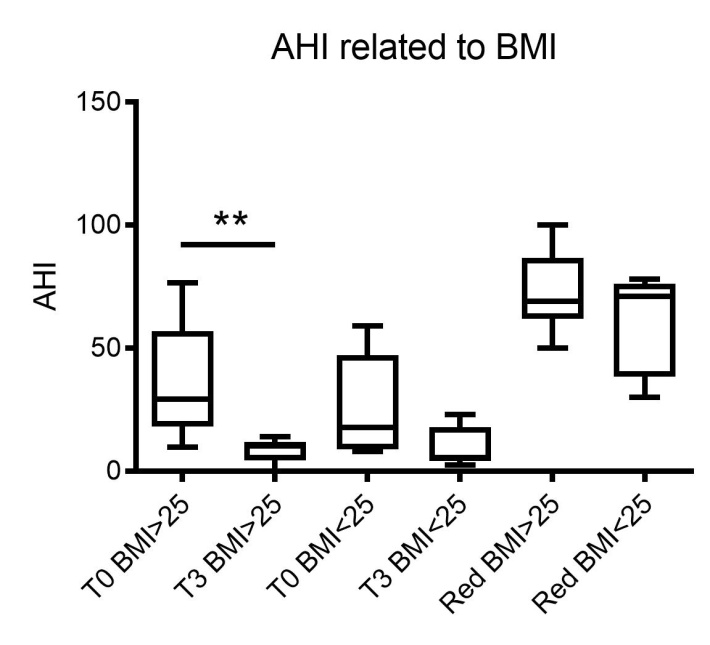 AHI related to BMI
150
100
50
0
AHI
**
T0 BMI>25
T3 BMI>25
T0 BMI<25
T3 BMI<25
Red BMI>25
Red BMI<25